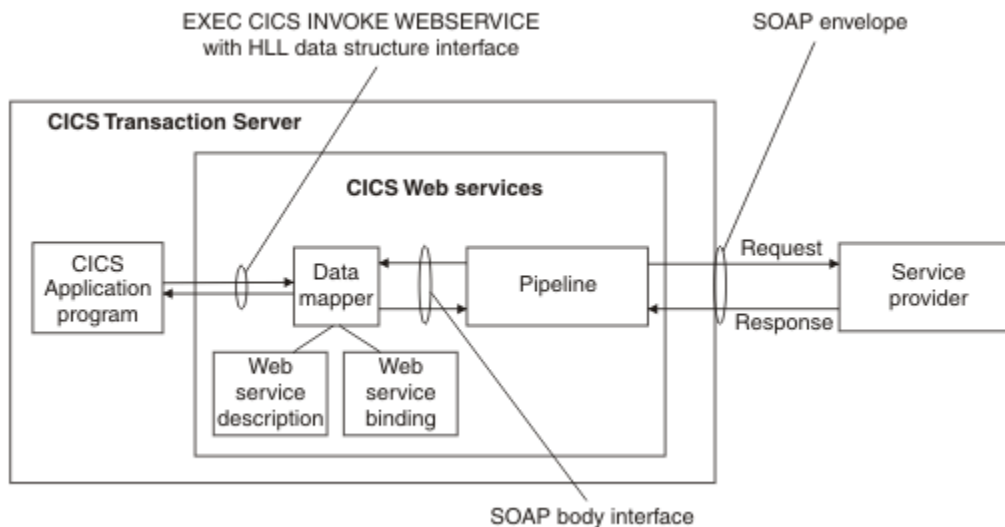 EXEC CICS INVOKE WEBSERVICE
with HLL data structure interface
SOAP envelope
CICS Transaction Server
CICS Web services
CICS
Application
program
Data
mapper
Pipeline
Request
Response
Service
provider
Web
service
description
Web
service
binding
SOAP body interface